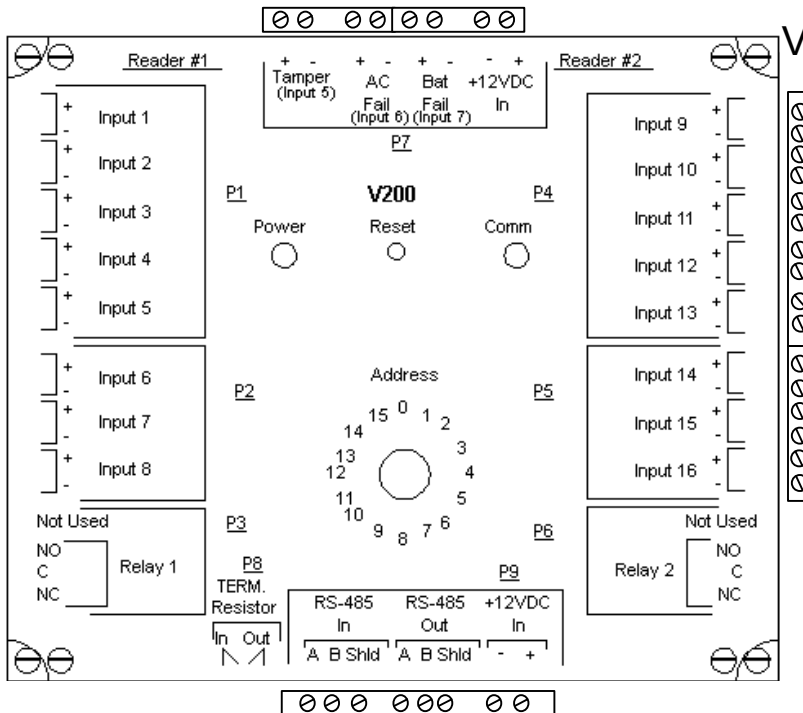 V
Reader #1
Reader #2
+ - + - + - - +
Tamper AC Bat +12VDC
(Input 5) Fail Fail In
(Input 6) (Input 7)
P7
+ Input 1 -
+ Input 2 -
+ Input 3 -
+ Input 4 -
+ Input 5 -
P1
V200
P4
Power Reset Comm
Input 9 + -
Input 10 + -
Input 11 + -
Input 12 + -
Input 13 + -
+ Input 6 -
+ Input 7 -
+ Input 8 -
P2
Address
0 1 2 3 4 5 6 7 8 9 10 11 12 13 14 15
P5
Input 14 + -
Input 15 + -
Input 16 + -
Not Used
NO
C
NC
Relay 1
P3
P8
TERM.
Resistor
In Out
P9
RS-485 RS-485 +12VDC
In Out In
A B Shld A B Shld - +
P6
Not Used
Relay 2
NO
C
NC